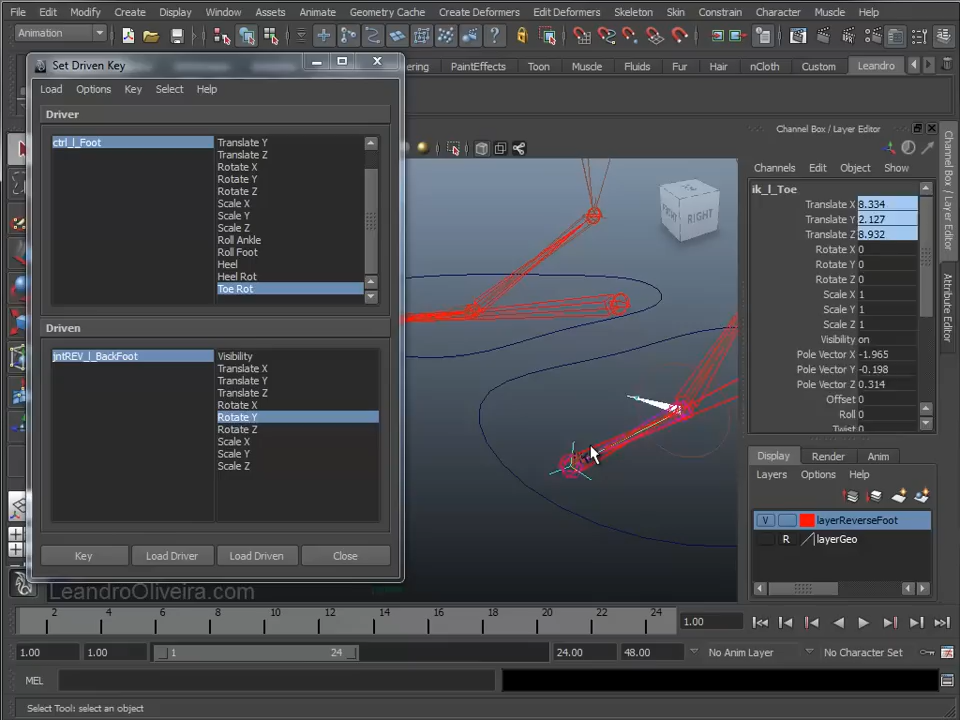 File Edit Modify Create Display Window Assets Animate Geometry Cache Create Deformers Edit Deformers Skeleton Skin Constrain Character Muscle Help
Animation
Set Driven Key
ering PaintEffects Toon Muscle Fluids Fur Hair nCloth Custom Leandro
Load Options Key Select Help
Driver
ctrl_l_Foot
Translate Y
Translate Z
Rotate X
Rotate Y
Rotate Z
Scale X
Scale Y
Scale Z
Roll Ankle
Roll Foot
Heel
Heel Rot
Toe Rot
Driven
jntREV_l_BackFoot
Visibility
Translate X
Translate Y
Translate Z
Rotate X
Rotate Y
Rotate Z
Scale X
Scale Y
Scale Z
Key Load Driver Load Driven Close
RIGHT
Channel Box / Layer Editor
Channels Edit Object Show
ik_l_Toe
Translate X 8.334
Translate Y 2.127
Translate Z 8.932
Rotate X 0
Rotate Y 0
Rotate Z 0
Scale X 1
Scale Y 1
Scale Z 1
Visibility on
Pole Vector X -1.965
Pole Vector Y -0.198
Pole Vector Z 0.314
Offset 0
Roll 0
Twist 0
Channel Box / Layer Editor
Attribute Editor
Display Render Anim
Layers Options Help
V layerReverseFoot
R layerGeo
LeandroOliveira.com
2 4 6 8 10 12 14 16 18 20 22 24
1.00
1.00 1.00 1 24 24.00 48.00 No Anim Layer No Character Set
MEL
Select Tool: select an object